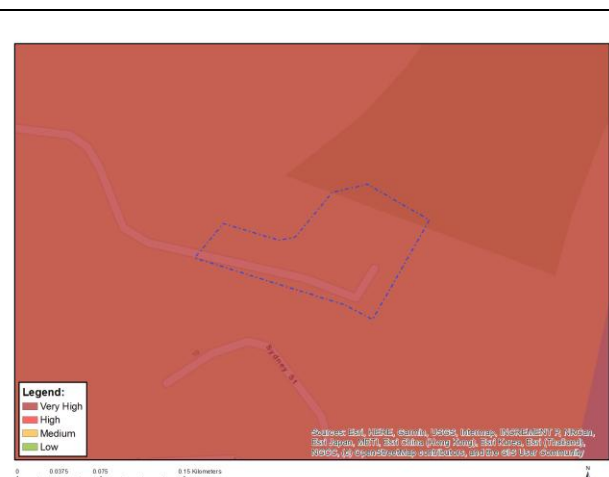 Sydney St
Legend:
Very High
High
Medium
Low
Sources: Esri, HERE, Garmin, USGS, Intermap, INCREMENT P, NRCan,
Esri Japan, METI, Esri China (Hong Kong), Esri Korea, Esri (Thailand),
NGCC, (c) OpenStreetMap contributors, and the GIS User Community
0 0.0375 0.075 0.15 Kilometers
N